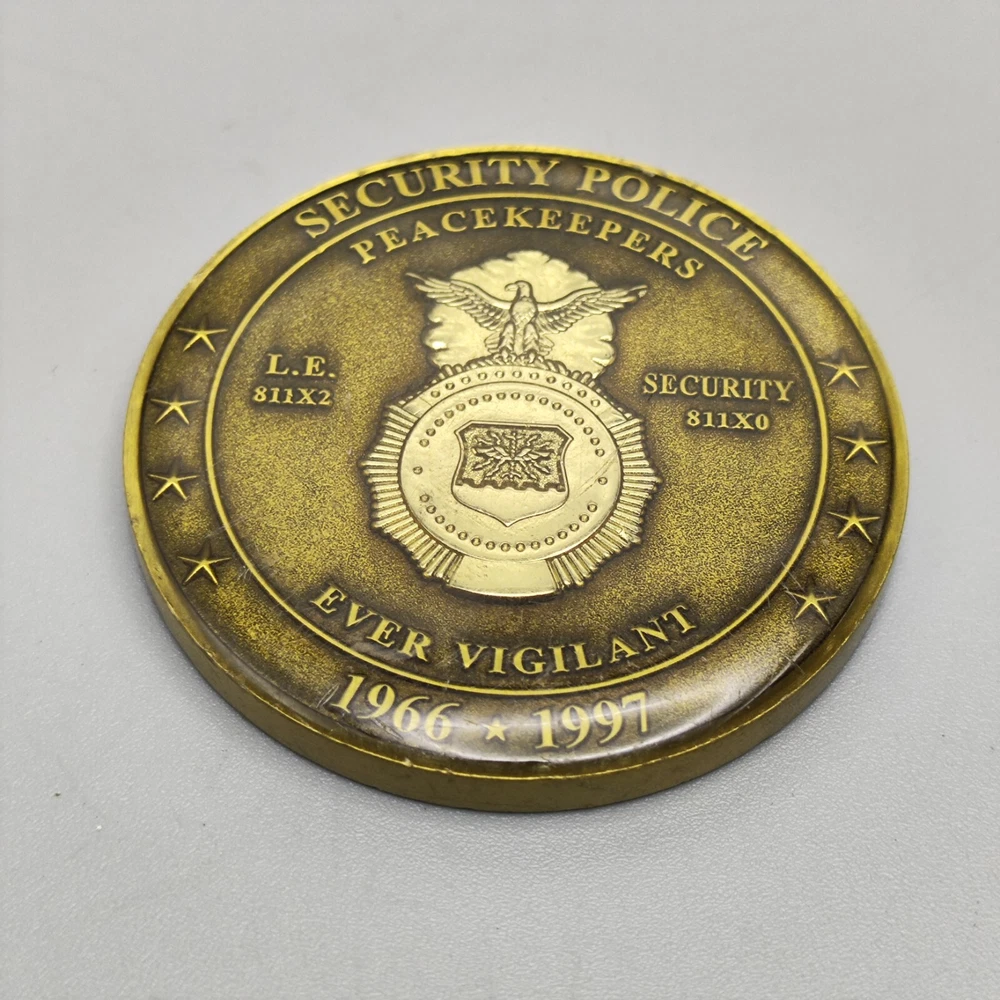 SECURITY POLICE
PEACEKEEPERS
L.E.
811X2
SECURITY
811X0
EVER VIGILANT
1966 ★ 1997